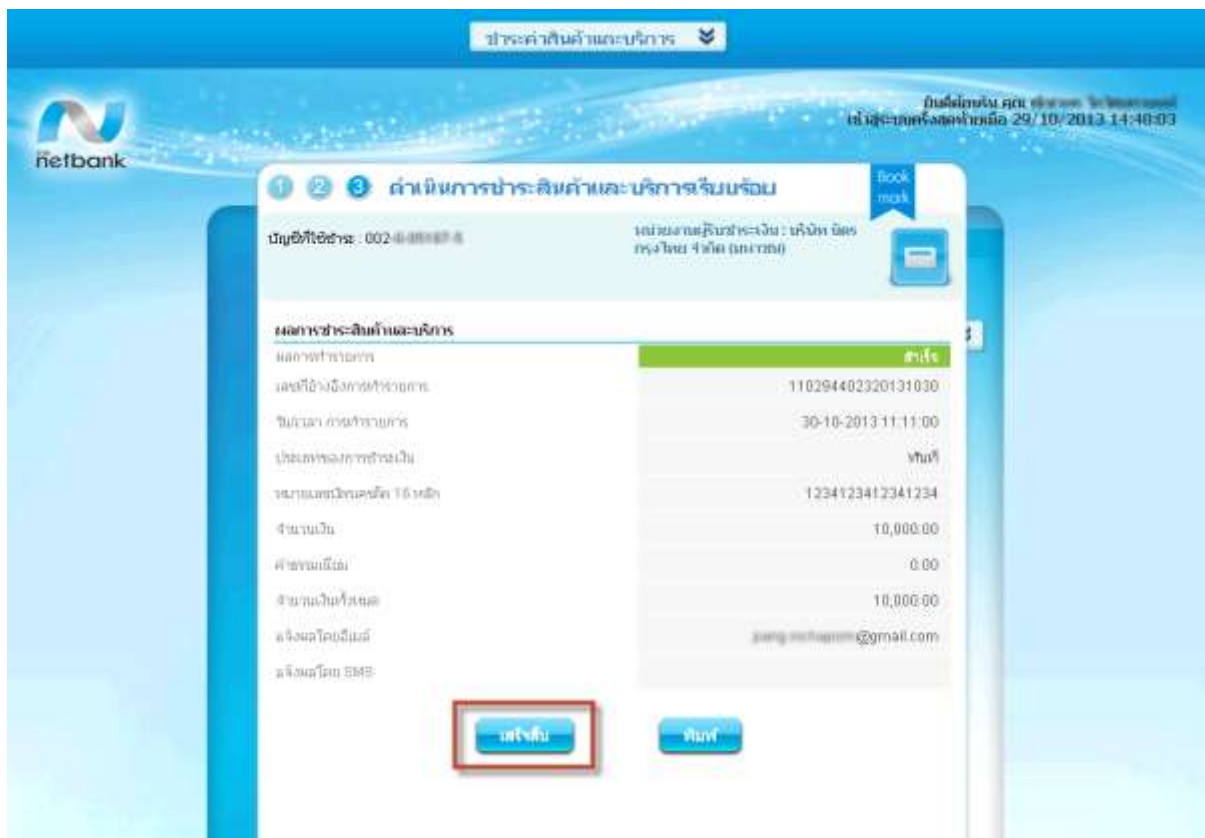 ชำระค่าสินค้าและบริการ
netbank
ยินดีต้อนรับ คุณ
เข้าสู่ระบบครั้งสุดท้ายเมื่อ 29/10/2013 14:40:03
1 2 3 ดำเนินการชำระสินค้าและบริการเรียบร้อย
Book mark
บัญชีที่ใช้ชำระ : 002-
หน่วยงานผู้รับชำระเงิน : บริษัท บัตร
กรุงไทย จำกัด (มหาชน)
ผลการชำระสินค้าและบริการ
ผลการทำรายการ สำเร็จ
เลขที่อ้างอิงการทำรายการ 110294402320131030
วัน/เวลา การทำรายการ 30-10-2013 11:11:00
ประเภทของการชำระเงิน ทันที
หมายเลขบัตรเครดิต 16 หลัก 1234123412341234
จำนวนเงิน 10,000.00
ค่าธรรมเนียม 0.00
จำนวนเงินทั้งหมด 10,000.00
แจ้งผลโดยอีเมล์ @gmail.com
แจ้งผลโดย SMS
เสร็จสิ้น พิมพ์